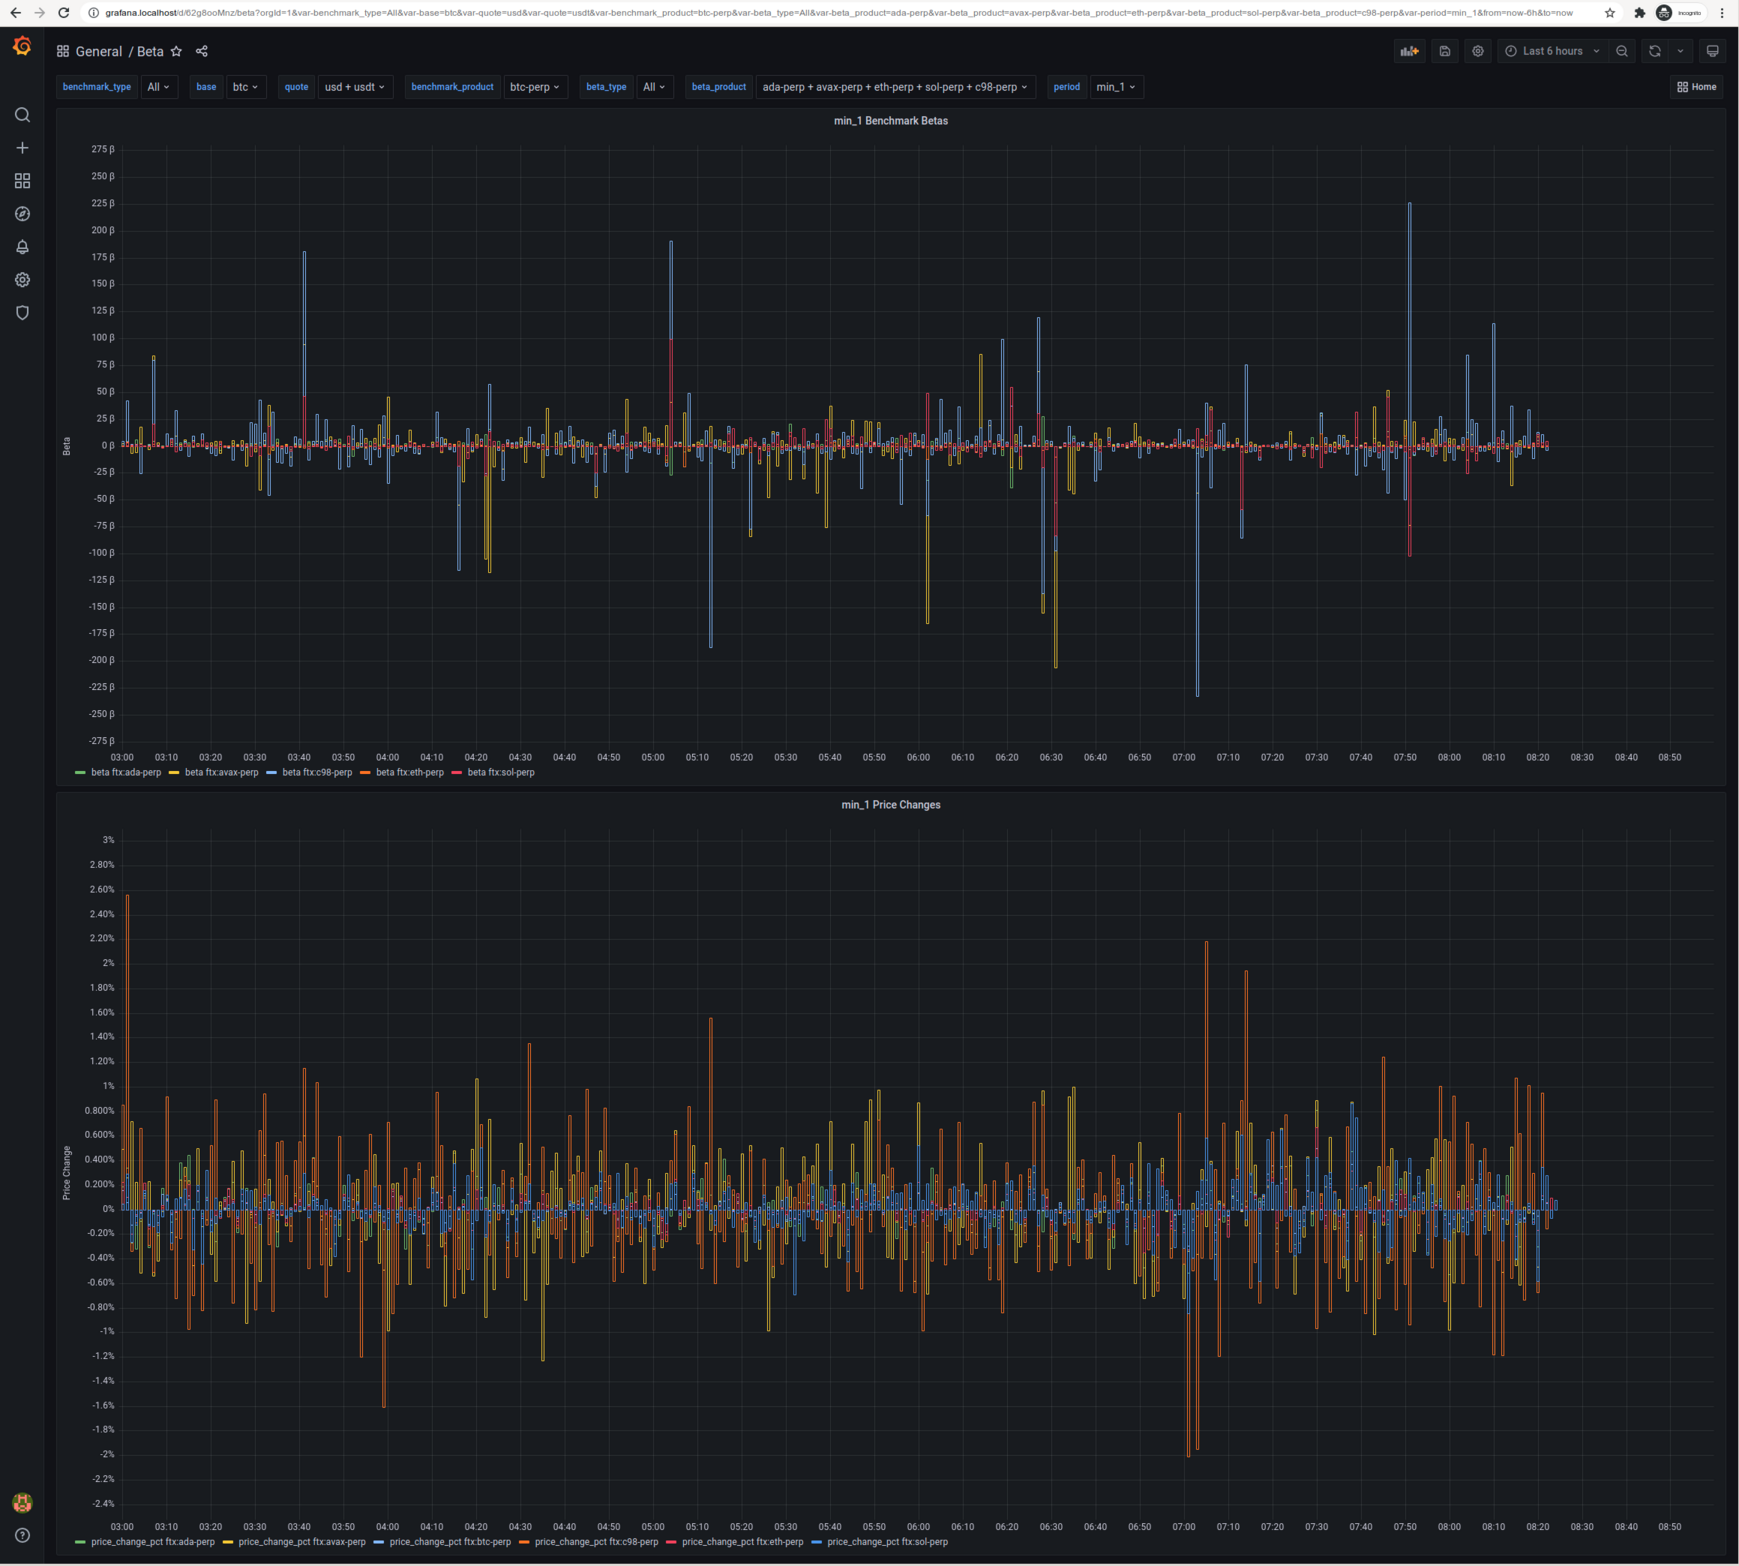 grafana.localhost/d/62g8ooMnz/beta?orgId=1&var-benchmark_type=All&var-base=btc&var-quote=usd&var-quote=usdt&var-benchmark_product=btc-perp&var-beta_type=All&var-beta_product=ada-perp&var-beta_product=avax-perp&var-beta_product=eth-perp&var-beta_product=sol-perp&var-beta_product=c98-perp&var-period=min_1&from=now-6h&to=now Incognito
General / Beta Last 6 hours
benchmark_type All base btc quote usd + usdt benchmark_product btc-perp beta_type All beta_product ada-perp + avax-perp + eth-perp + sol-perp + c98-perp period min_1 Home
min_1 Benchmark Betas
275 β
250 β
225 β
200 β
175 β
150 β
125 β
100 β
75 β
50 β
25 β
0 β
-25 β
-50 β
-75 β
-100 β
-125 β
-150 β
-175 β
-200 β
-225 β
-250 β
-275 β
Beta
03:00 03:10 03:20 03:30 03:40 03:50 04:00 04:10 04:20 04:30 04:40 04:50 05:00 05:10 05:20 05:30 05:40 05:50 06:00 06:10 06:20 06:30 06:40 06:50 07:00 07:10 07:20 07:30 07:40 07:50 08:00 08:10 08:20 08:30 08:40 08:50
beta ftx:ada-perp beta ftx:avax-perp beta ftx:c98-perp beta ftx:eth-perp beta ftx:sol-perp
min_1 Price Changes
3%
2.80%
2.60%
2.40%
2.20%
2%
1.80%
1.60%
1.40%
1.20%
1%
0.800%
0.600%
0.400%
0.200%
0%
-0.20%
-0.40%
-0.60%
-0.80%
-1%
-1.2%
-1.4%
-1.6%
-1.8%
-2%
-2.2%
-2.4%
Price Change
03:00 03:10 03:20 03:30 03:40 03:50 04:00 04:10 04:20 04:30 04:40 04:50 05:00 05:10 05:20 05:30 05:40 05:50 06:00 06:10 06:20 06:30 06:40 06:50 07:00 07:10 07:20 07:30 07:40 07:50 08:00 08:10 08:20 08:30 08:40 08:50
price_change_pct ftx:ada-perp price_change_pct ftx:avax-perp price_change_pct ftx:btc-perp price_change_pct ftx:c98-perp price_change_pct ftx:eth-perp price_change_pct ftx:sol-perp